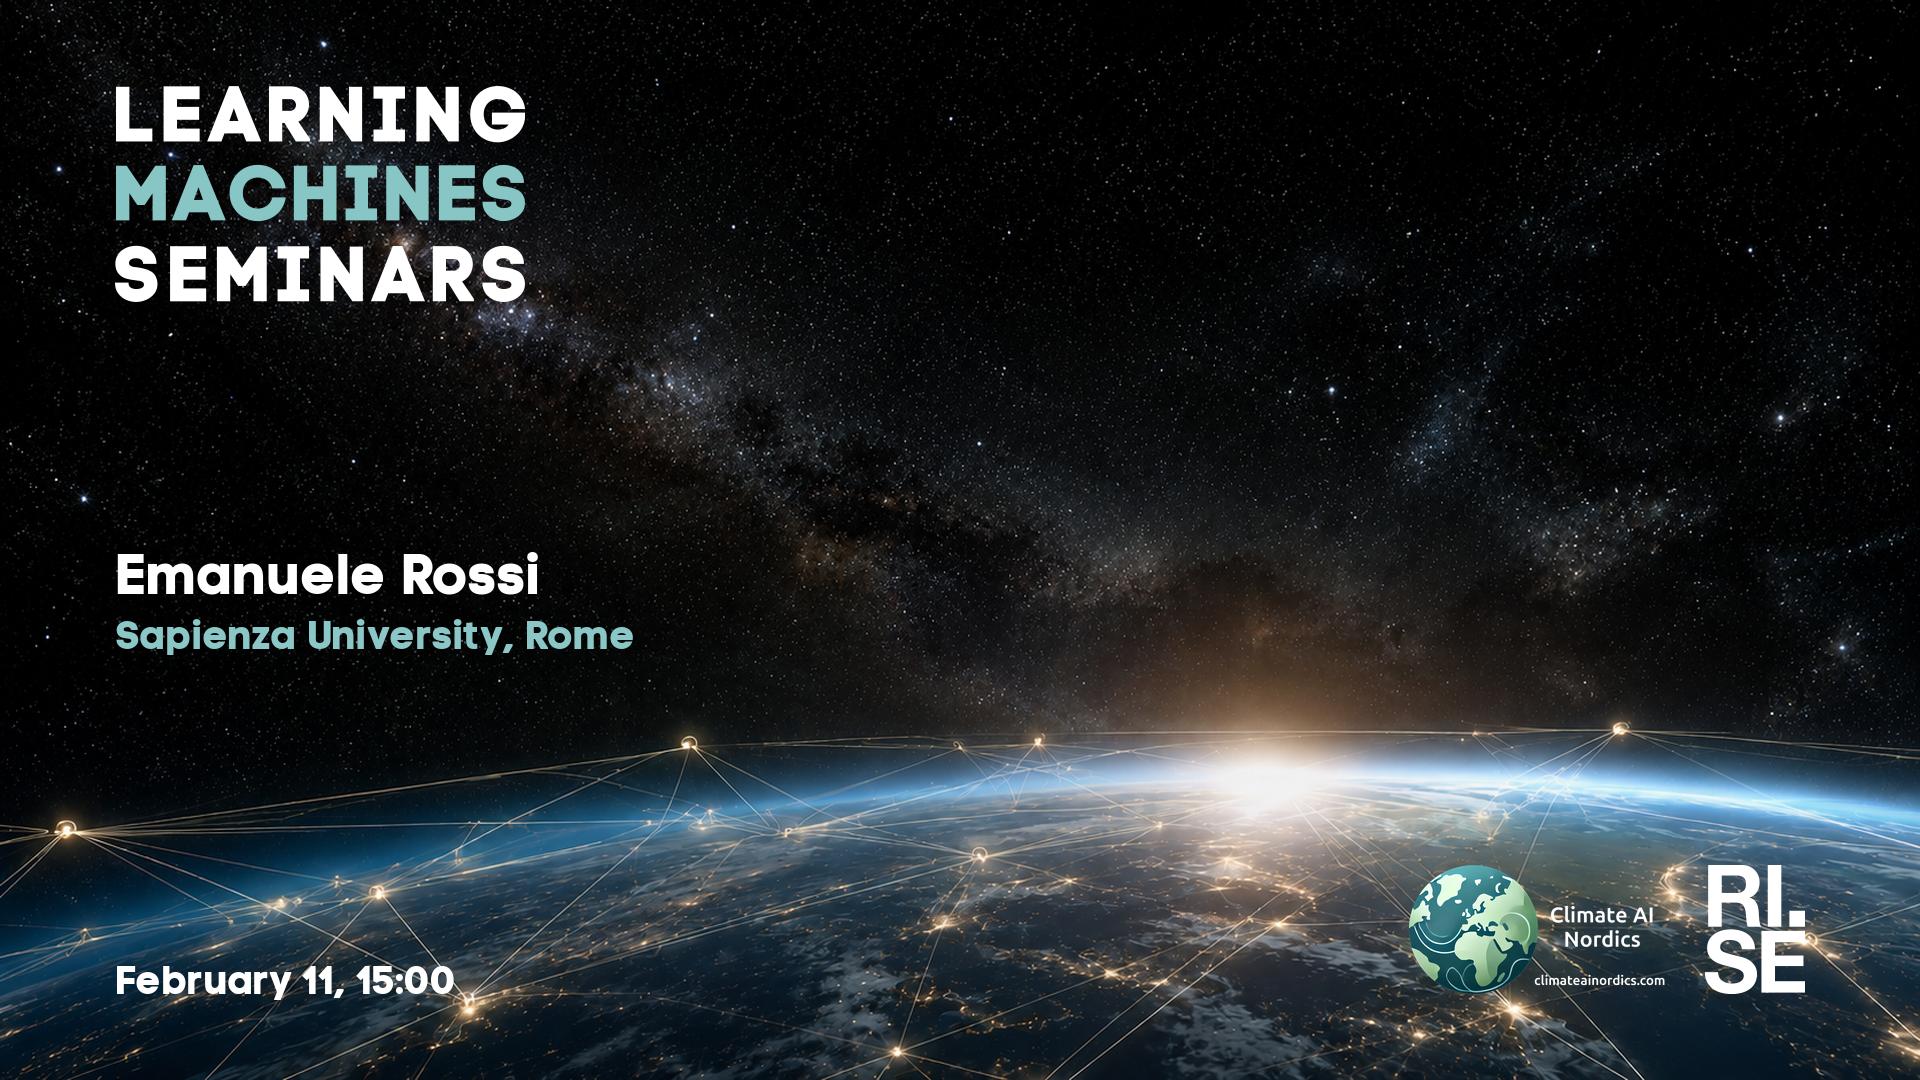 LEARNING
MACHINES
SEMINARS
Emanuele Rossi
Sapienza University, Rome
February 11, 15:00
Climate AI
Nordics
climateainordics.com
RI.
SE